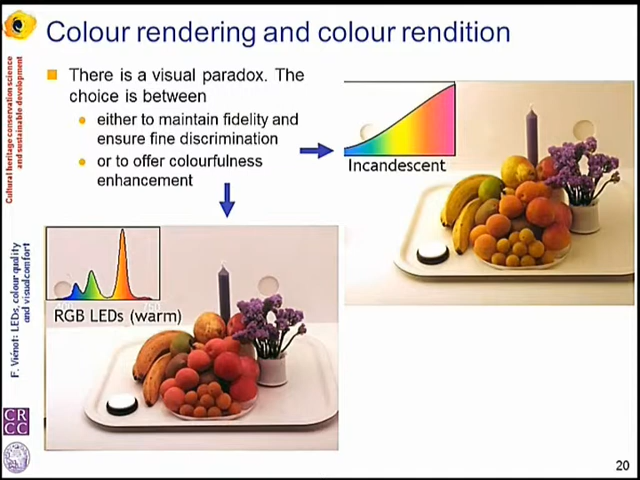 Colour rendering and colour rendition
There is a visual paradox. The
choice is between
either to maintain fidelity and
ensure fine discrimination
or to offer colourfulness
enhancement
Incandescent
RGB LEDs (warm)
Cultural heritage conservation science
and sustainable development
F. Viénot: LEDs, colour quality
and visual comfort
CR
CC
20